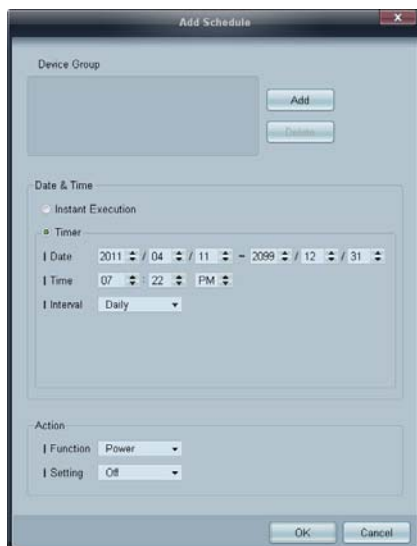 Add Schedule
Device Group
Add
Delete
Date & Time
Instant Execution
Timer
Date 2011 / 04 / 11 - 2099 / 12 / 31
Time 07 : 22 PM
Interval Daily
Action
Function Power
Setting Off
OK Cancel